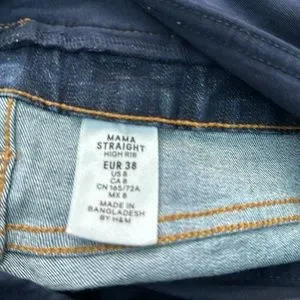 MAMA
STRAIGHT
HIGH RIB
EUR 38
US 8
CA 8
CN 165/72A
MX 8
MADE IN
BANGLADESH
BY H&M